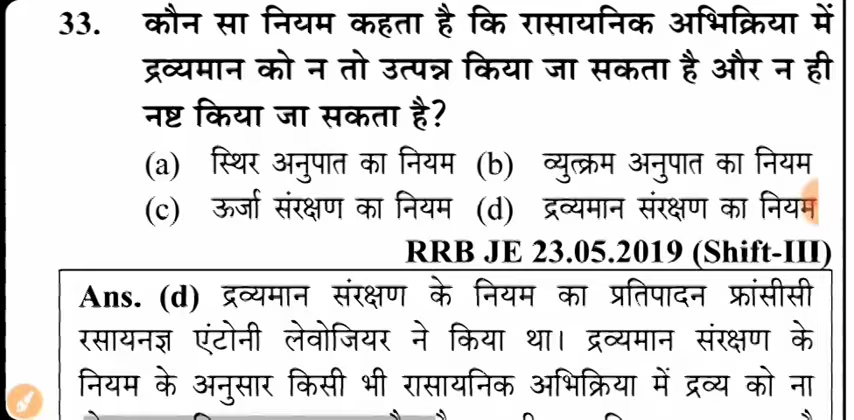 33. कौन सा नियम कहता है कि रासायनिक अभिक्रिया में
द्रव्यमान को न तो उत्पन्न किया जा सकता है और न ही
नष्ट किया जा सकता है?
(a) स्थिर अनुपात का नियम (b) व्युत्क्रम अनुपात का नियम
(c) ऊर्जा संरक्षण का नियम (d) द्रव्यमान संरक्षण का नियम
RRB JE 23.05.2019 (Shift-III)
Ans. (d) द्रव्यमान संरक्षण के नियम का प्रतिपादन फ्रांसीसी
रसायनज्ञ एंटोनी लेवोजियर ने किया था। द्रव्यमान संरक्षण के
नियम के अनुसार किसी भी रासायनिक अभिक्रिया में द्रव्य को ना